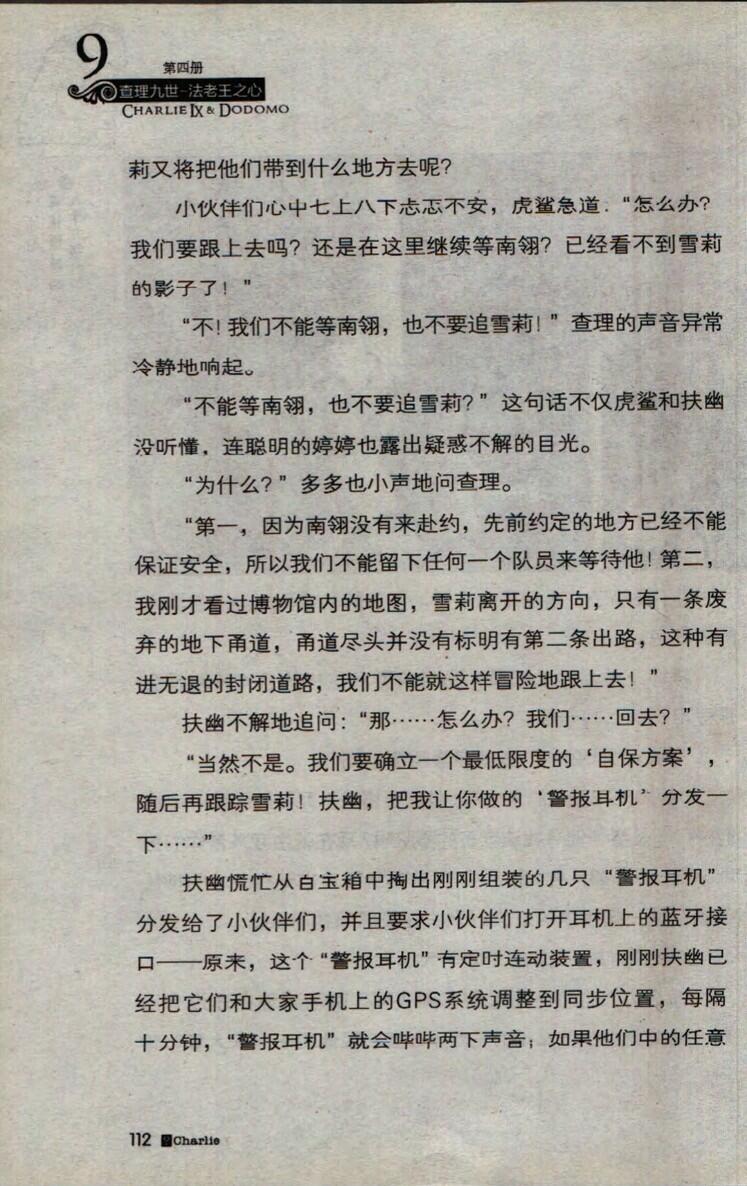 9
第四册
查理九世-法老王之心
CHARLIE IX & DODOMO
莉又将把他们带到什么地方去呢？
小伙伴们心中七上八下忐忑不安，虎鲨急道：“怎么办？
我们要跟上去吗？还是在这里继续等南翎？已经看不到雪莉
的影子了！”
“不！我们不能等南翎，也不要追雪莉！”查理的声音异常
冷静地响起。
“不能等南翎，也不要追雪莉？”这句话不仅虎鲨和扶幽
没听懂，连聪明的婷婷也露出疑惑不解的目光。
“为什么？”多多也小声地问查理。
“第一，因为南翎没有来赴约，先前约定的地方已经不能
保证安全，所以我们不能留下任何一个队员来等待他！第二，
我刚才看过博物馆内的地图，雪莉离开的方向，只有一条废
弃的地下甬道，甬道尽头并没有标明有第二条出路，这种有
进无退的封闭道路，我们不能就这样冒险地跟上去！”
扶幽不解地追问：“那……怎么办？我们……回去？”
“当然不是。我们要确立一个最低限度的‘自保方案’，
随后再跟踪雪莉！扶幽，把我让你做的‘警报耳机’分发一
下……”
扶幽慌忙从百宝箱中掏出刚刚组装的几只“警报耳机”
分发给了小伙伴们，并且要求小伙伴们打开耳机上的蓝牙接
口——原来，这个“警报耳机”有定时连动装置，刚刚扶幽已
经把它们和大家手机上的GPS系统调整到同步位置，每隔
十分钟，“警报耳机”就会哔哔两下声音；如果他们中的任意
112 9 Charlie